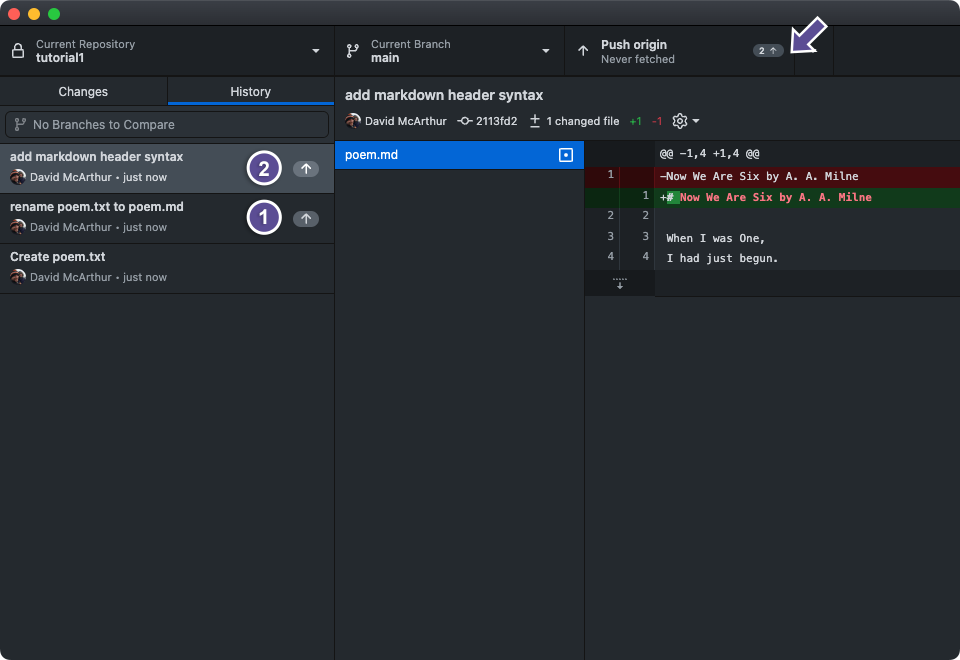 Current Repository
tutorial1
Current Branch
main
Push origin
Never fetched
2
Changes
History
No Branches to Compare
add markdown header syntax
David McArthur • just now
2
rename poem.txt to poem.md
David McArthur • just now
1
Create poem.txt
David McArthur • just now
add markdown header syntax
David McArthur 2113fd2 1 changed file +1 -1
poem.md
@@ -1,4 +1,4 @@
1 -Now We Are Six by A. A. Milne
1 +# Now We Are Six by A. A. Milne
2 2
3 3 When I was One,
4 4 I had just begun.